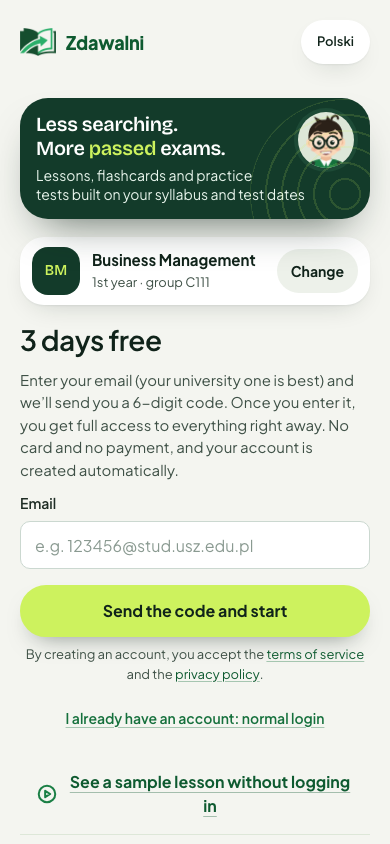 Zdawalni
Polski
Less searching.
More passed exams.
Lessons, flashcards and practice
tests built on your syllabus and test dates
BM
Business Management
1st year · group C111
Change
3 days free
Enter your email (your university one is best) and
we'll send you a 6–digit code. Once you enter it,
you get full access to everything right away. No
card and no payment, and your account is
created automatically.
Email
e.g. 123456@stud.usz.edu.pl
Send the code and start
By creating an account, you accept the terms of service
and the privacy policy.
I already have an account: normal login
See a sample lesson without logging
in